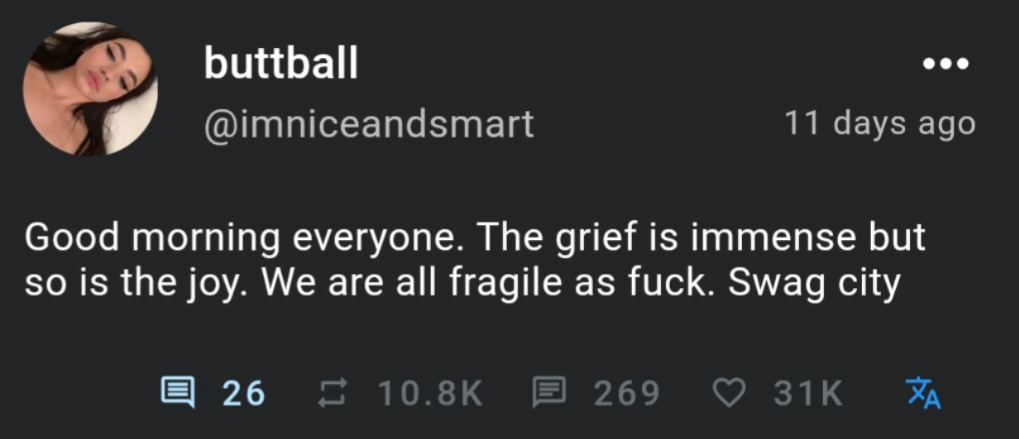 buttball
@imniceandsmart
11 days ago
Good morning everyone. The grief is immense but
so is the joy. We are all fragile as fuck. Swag city
26 10.8K 269 31K